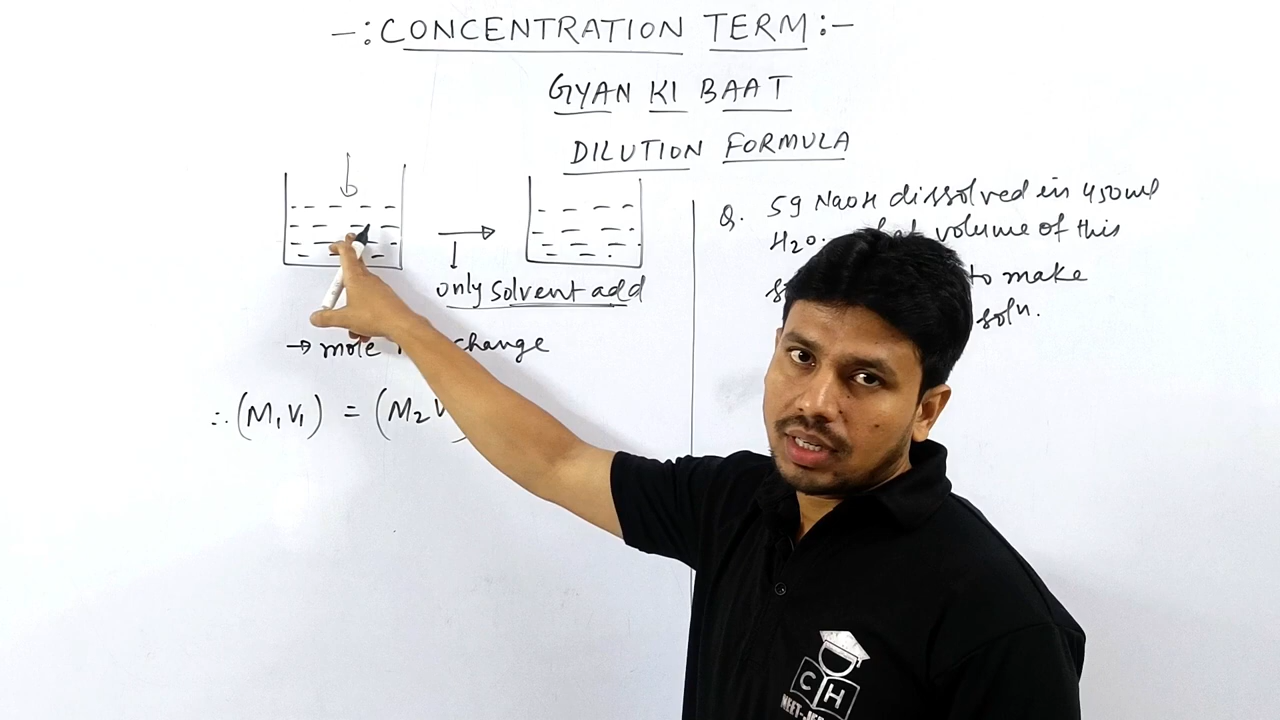 -: CONCENTRATION TERM :-
GYAN KI BAAT
DILUTION FORMULA
only solvent add
→ mole change
∴ (M₁V₁) = (M₂V
Q. 5g NaOH dissolved in 450ml
H₂O. volume of this
to make
soln.
CH